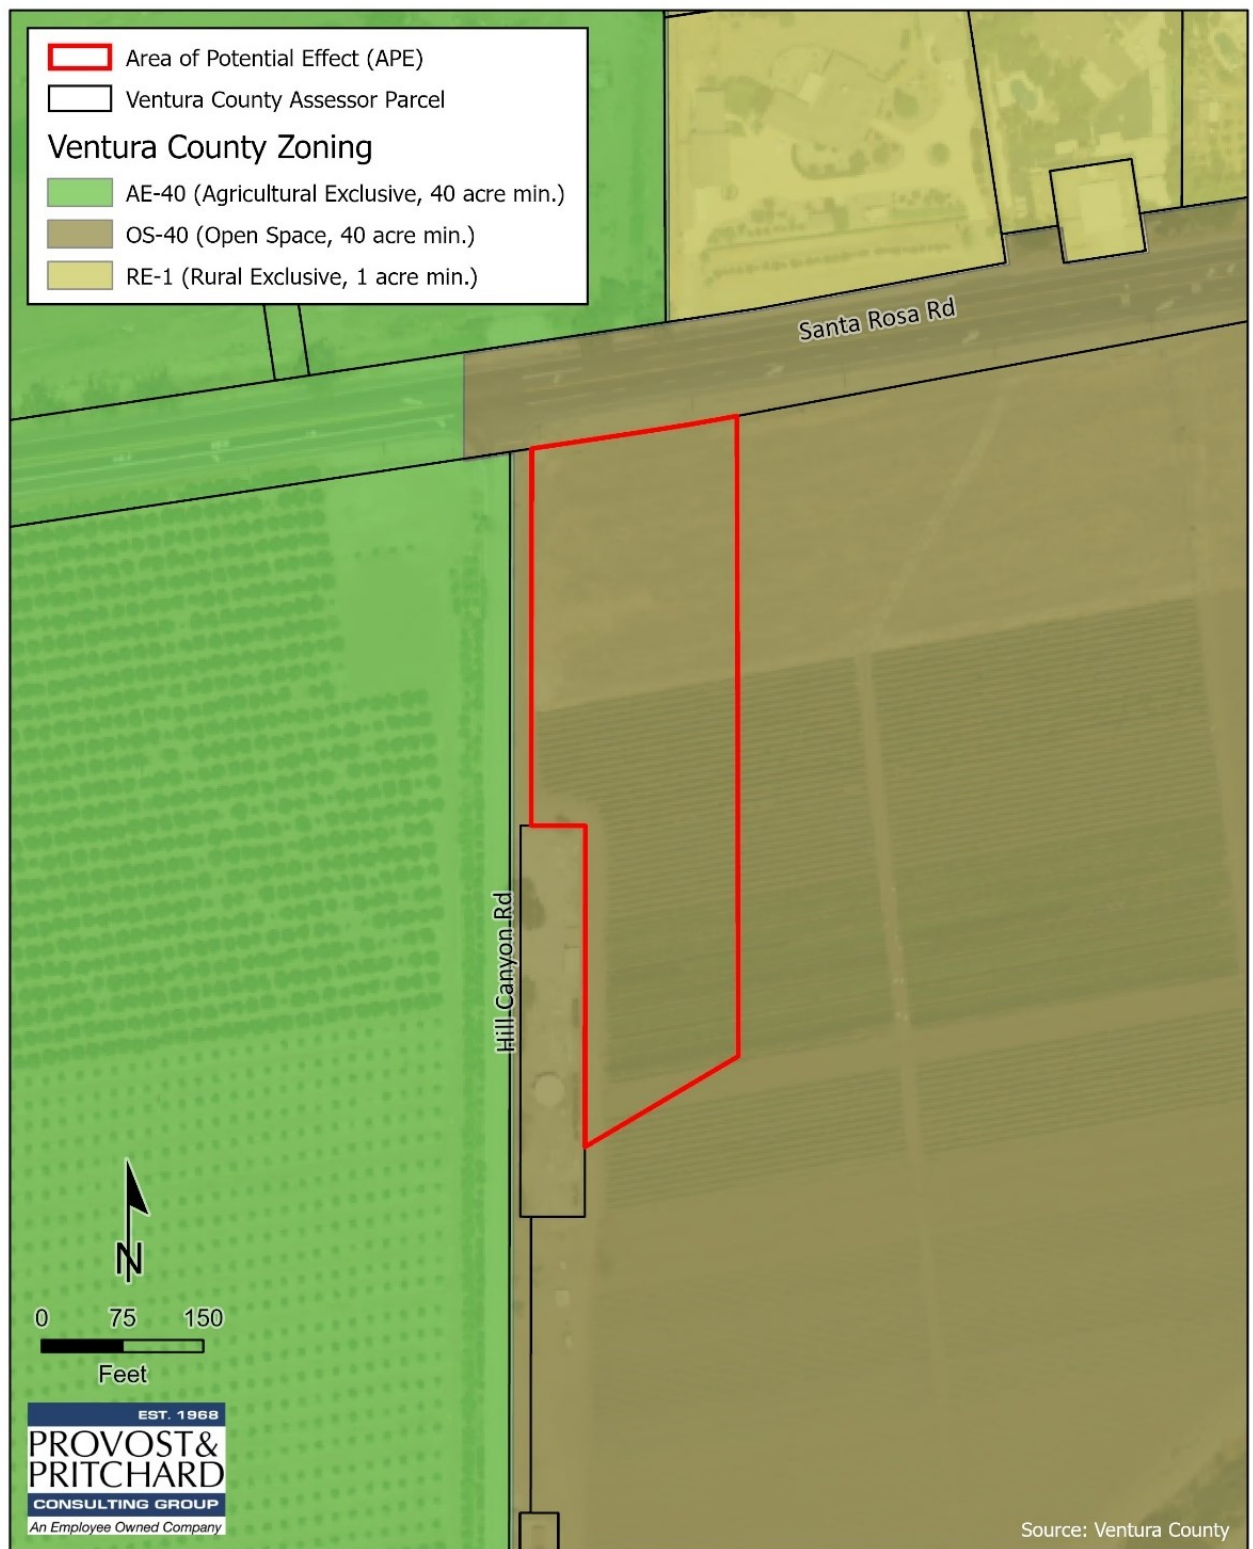 Area of Potential Effect (APE)
Ventura County Assessor Parcel
Ventura County Zoning
AE-40 (Agricultural Exclusive, 40 acre min.)
OS-40 (Open Space, 40 acre min.)
RE-1 (Rural Exclusive, 1 acre min.)
Santa Rosa Rd
Hill Canyon Rd
N
0 75 150
Feet
EST. 1968
PROVOST&
PRITCHARD
CONSULTING GROUP
An Employee Owned Company
Source: Ventura County